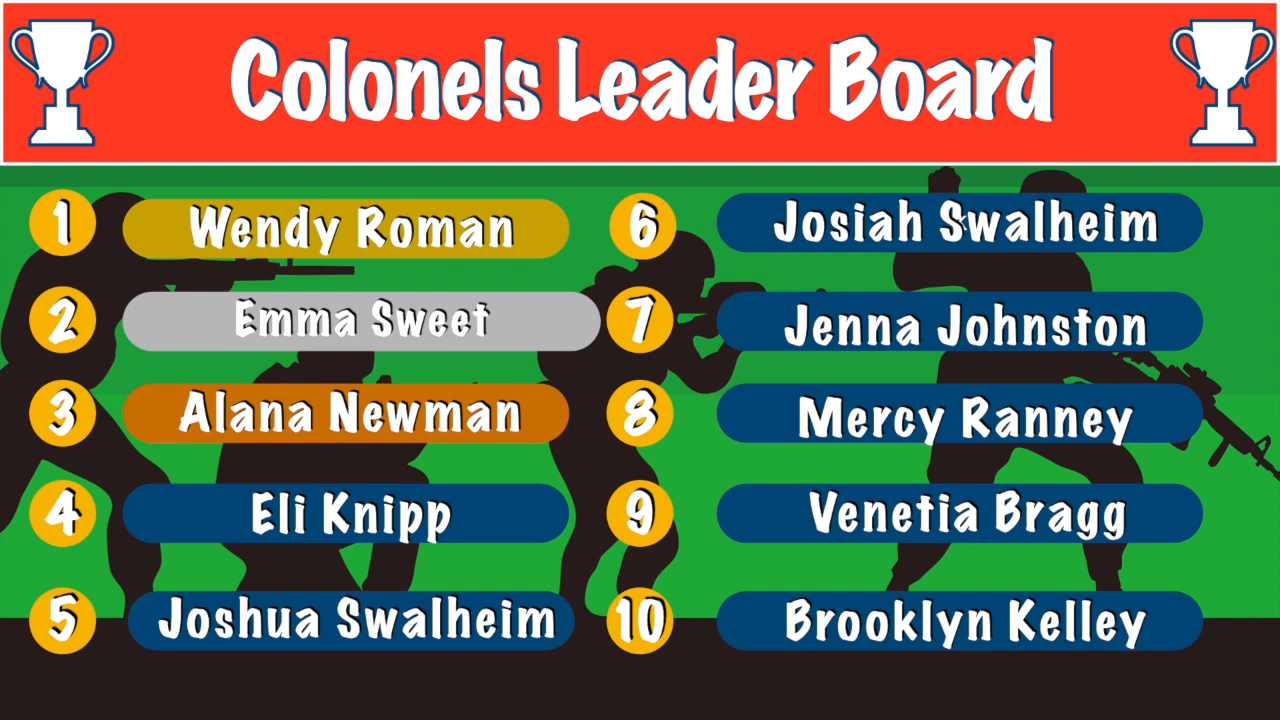 Colonels Leader Board
1 Wendy Roman
2 Emma Sweet
3 Alana Newman
4 Eli Knipp
5 Joshua Swalheim
6 Josiah Swalheim
7 Jenna Johnston
8 Mercy Ranney
9 Venetia Bragg
10 Brooklyn Kelley